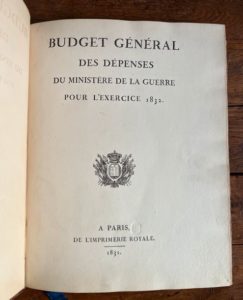 BUDGET GÉNÉRAL
DES DÉPENSES
DU MINISTÈRE DE LA GUERRE
POUR L'EXERCICE 1832.
A PARIS,
DE L'IMPRIMERIE ROYALE.
1831.